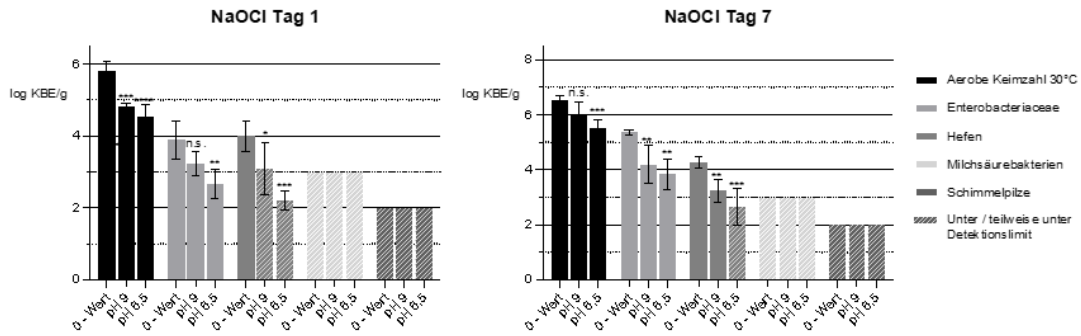 NaOCl Tag 1
log KBE/g
6
4
2
0
***
****
n.s.
**
*
***
0 - Wert
pH 9
pH 6,5
0 - Wert
pH 9
pH 6,5
0 - Wert
pH 9
pH 6,5
0 - Wert
pH 9
pH 6,5
0 - Wert
pH 9
pH 6,5
NaOCl Tag 7
log KBE/g
8
6
4
2
0
n.s.
***
**
**
**
***
0 - Wert
pH 9
pH 6,5
0 - Wert
pH 9
pH 6,5
0 - Wert
pH 9
pH 6,5
0 - Wert
pH 9
pH 6,5
0 - Wert
pH 9
pH 6,5
Aerobe Keimzahl 30°C
Enterobacteriaceae
Hefen
Milchsäurebakterien
Schimmelpilze
Unter / teilweise unter
Detektionslimit